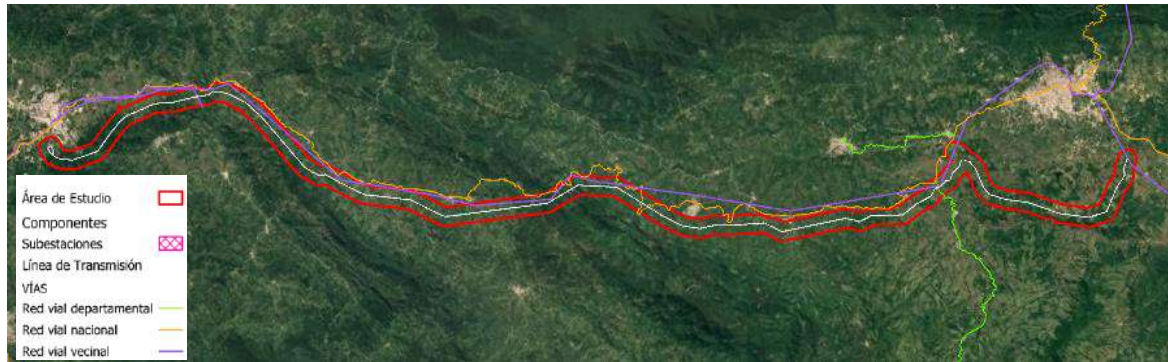 Área de Estudio
Componentes
Subestaciones
Línea de Transmisión
VÍAS
Red vial departamental
Red vial nacional
Red vial vecinal